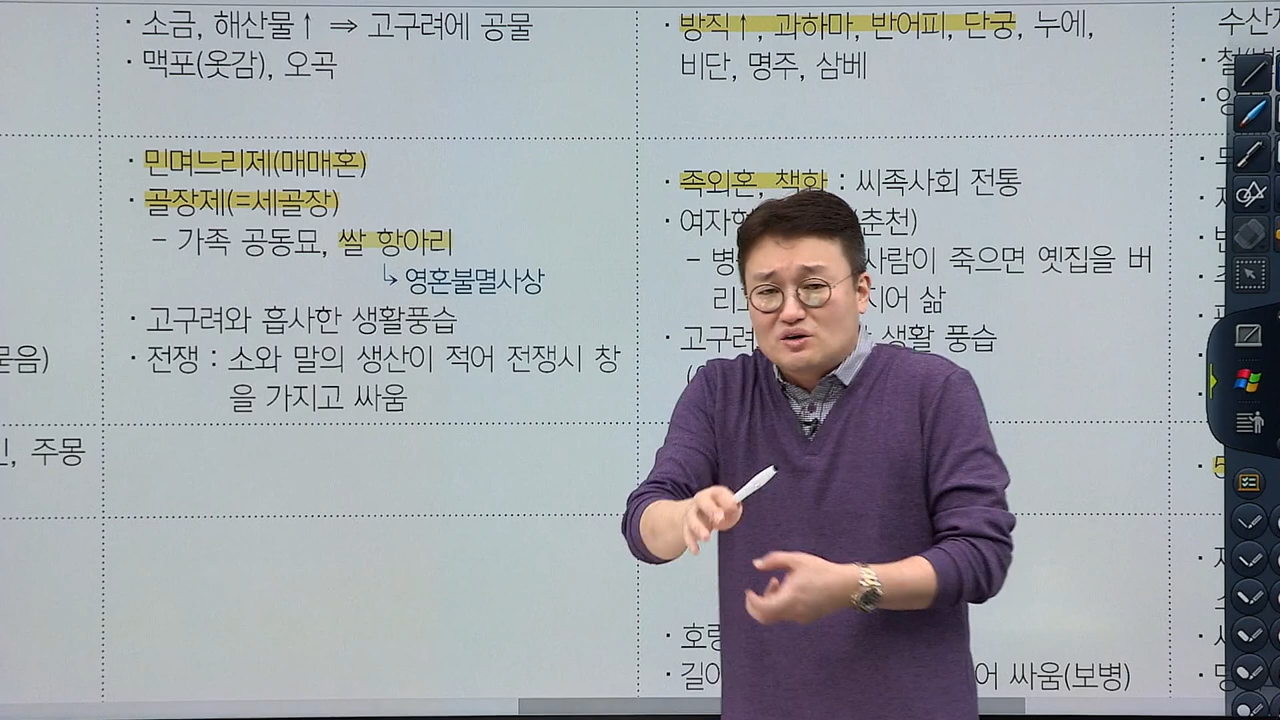 · 소금, 해산물↑ ⇒ 고구려에 공물
· 맥포(옷감), 오곡
· 민며느리제(매매혼)
· 골장제(=세골장)
- 가족 공동묘, 쌀 항아리
↳ 영혼불멸사상
· 고구려와 흡사한 생활풍습
· 전쟁 : 소와 말의 생산이 적어 전쟁시 창
을 가지고 싸움
묻음)
, 주몽
· 방직↑, 과하마, 반어피, 단궁, 누에,
비단, 명주, 삼베
· 족외혼, 책화 : 씨족사회 전통
· 여자 춘천)
- 병 사람이 죽으면 옛집을 버
리고 지어 삶
· 고구려 생활 풍습
· 호랑
· 길이 어 싸움(보병)
수산